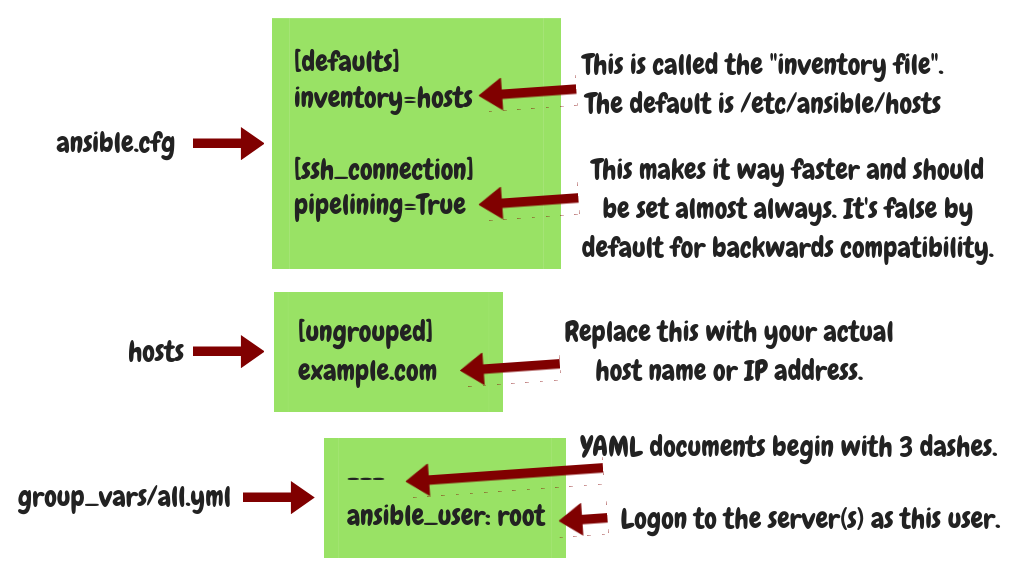 ansible.cfg
[defaults]
inventory=hosts
[ssh_connection]
pipelining=True
This is called the "inventory file".
The default is /etc/ansible/hosts
This makes it way faster and should
be set almost always. It's false by
default for backwards compatibility.
hosts
[ungrouped]
example.com
Replace this with your actual
host name or IP address.
group_vars/all.yml
---
ansible_user: root
YAML documents begin with 3 dashes.
Logon to the server(s) as this user.